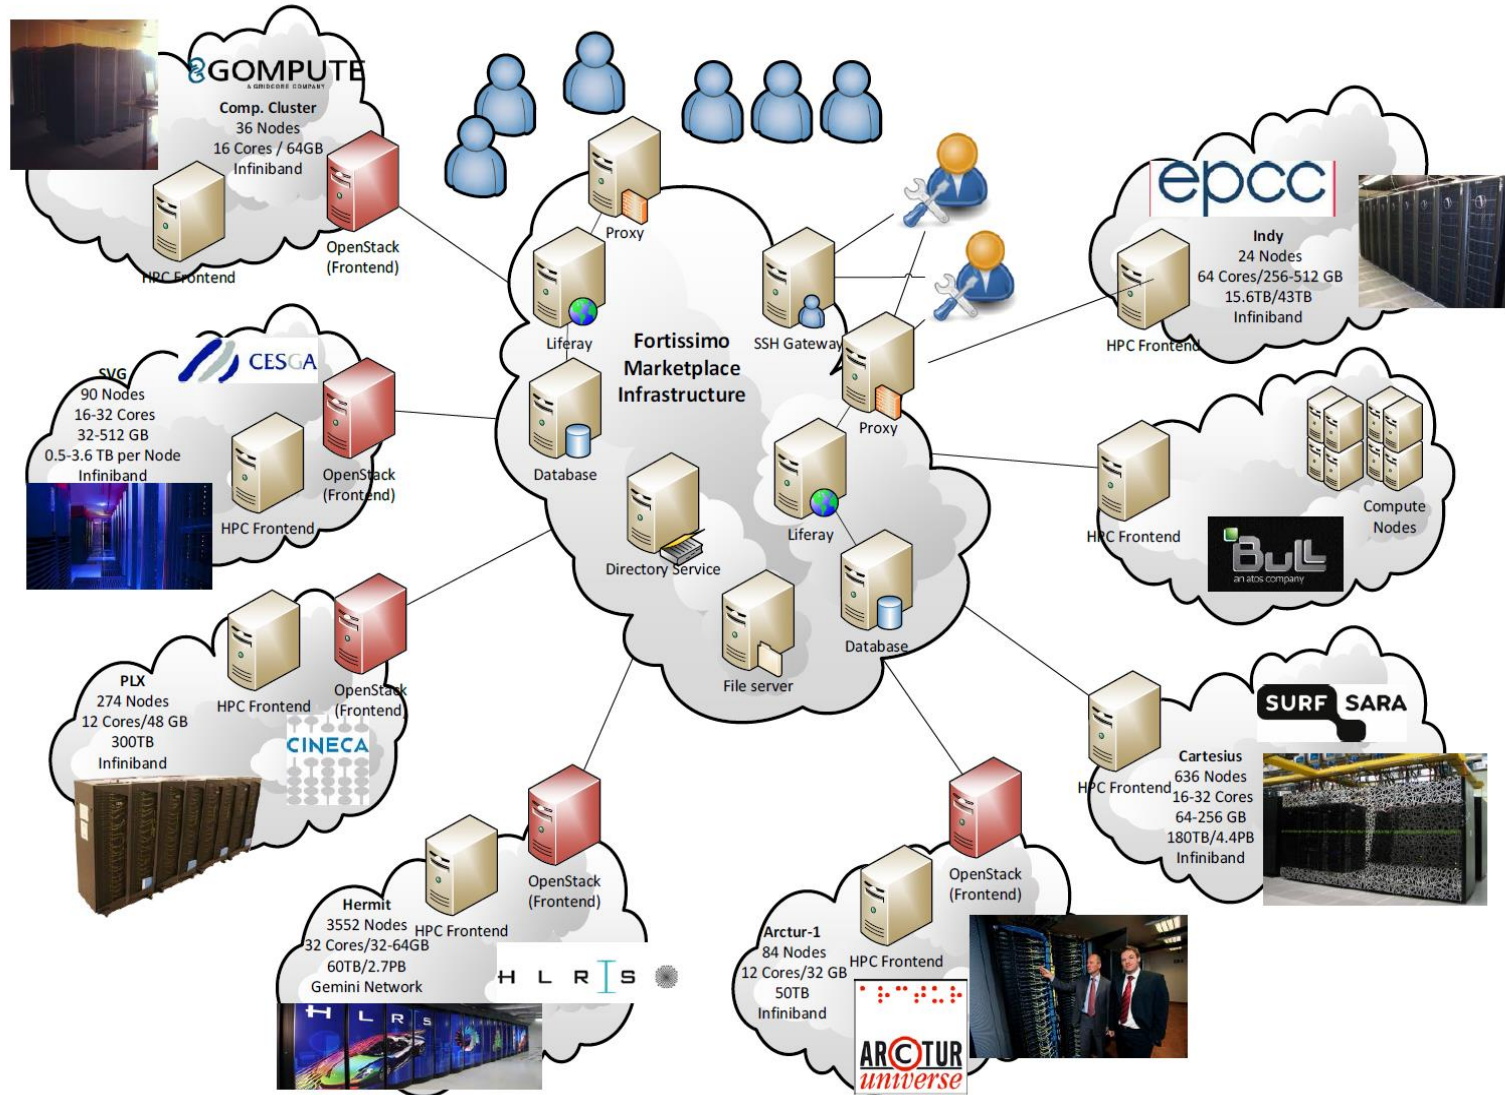 GOMPUTE
A GRIDCORE COMPANY
Comp. Cluster
36 Nodes
16 Cores / 64GB
Infiniband
HPC Frontend
OpenStack
(Frontend)
CESGA
SVG
90 Nodes
16-32 Cores
32-512 GB
0.5-3.6 TB per Node
Infiniband
HPC Frontend
OpenStack
(Frontend)
PLX
274 Nodes
12 Cores/48 GB
300TB
Infiniband
HPC Frontend
OpenStack
(Frontend)
CINECA
Hermit
3552 Nodes
32 Cores/32-64GB
60TB/2.7PB
Gemini Network
HPC Frontend
OpenStack
(Frontend)
H L R I S
H L R S
Proxy
Liferay
Database
Fortissimo
Marketplace
Infrastructure
SSH Gateway
Proxy
Liferay
Database
Directory Service
File server
Arctur-1
84 Nodes
12 Cores/32 GB
50TB
Infiniband
HPC Frontend
OpenStack
(Frontend)
ARCTUR
universe
epcc
Indy
24 Nodes
64 Cores/256-512 GB
15.6TB/43TB
Infiniband
HPC Frontend
HPC Frontend
Compute
Nodes
Bull
an atos company
SURF SARA
Cartesius
636 Nodes
16-32 Cores
64-256 GB
180TB/4.4PB
Infiniband
HPC Frontend